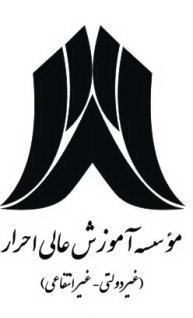 مؤسسه آموزش عالی احرار
(غیردولتی - غیرانتفاعی)